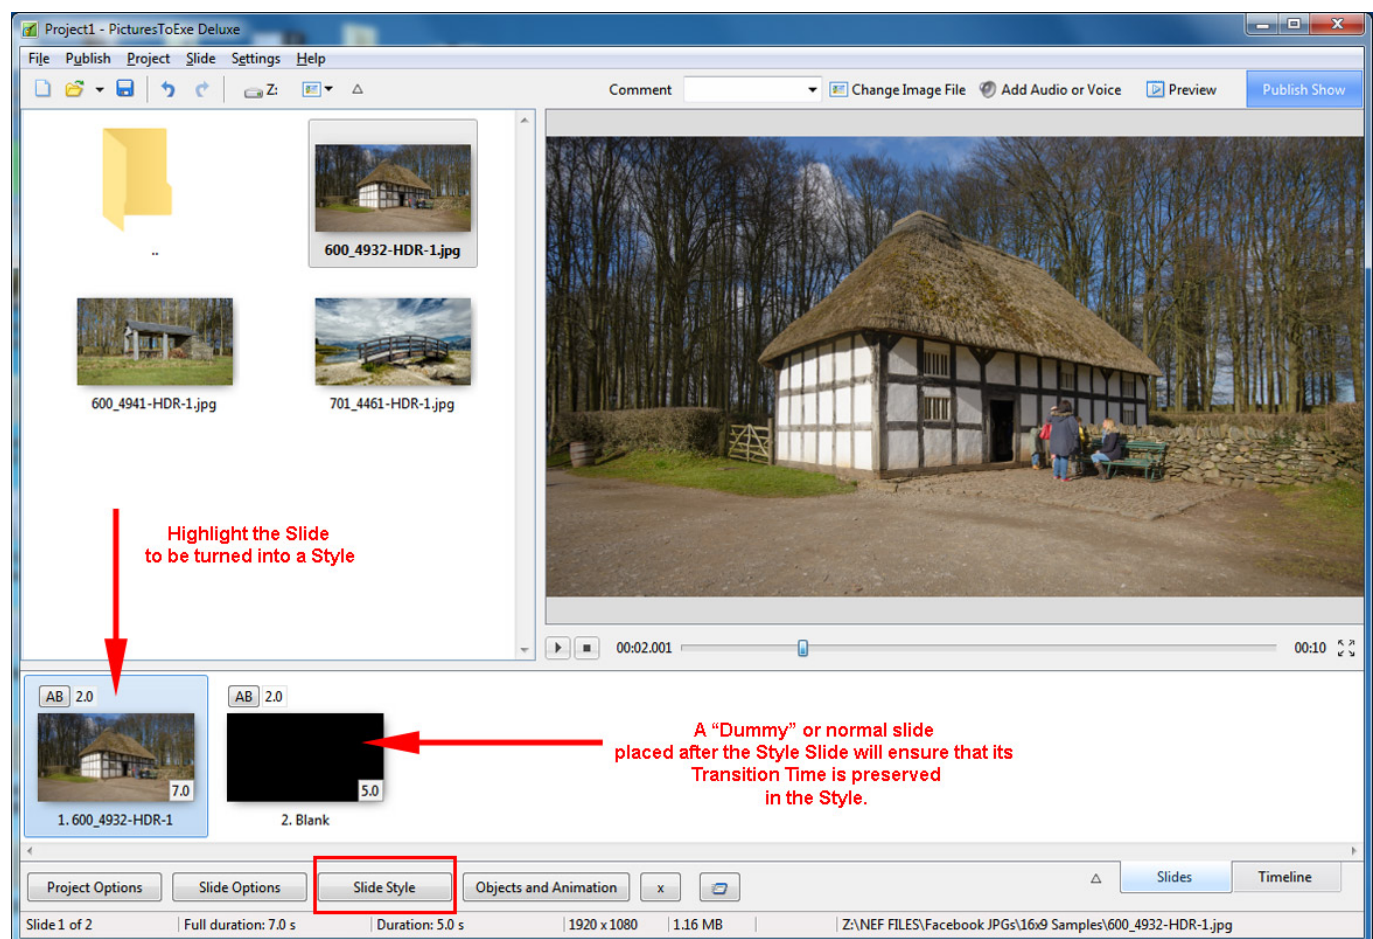 Project1 - PicturesToExe Deluxe
File Publish Project Slide Settings Help
Z: Comment Change Image File Add Audio or Voice Preview Publish Show
..
600_4932-HDR-1.jpg
600_4941-HDR-1.jpg
701_4461-HDR-1.jpg
Highlight the Slide
to be turned into a Style
00:02.001 00:10
AB 2.0
7.0
1. 600_4932-HDR-1
AB 2.0
5.0
2. Blank
A “Dummy” or normal slide
placed after the Style Slide will ensure that its
Transition Time is preserved
in the Style.
Project Options Slide Options Slide Style Objects and Animation x Slides Timeline
Slide 1 of 2 Full duration: 7.0 s Duration: 5.0 s 1920 x 1080 1.16 MB Z:\NEF FILES\Facebook JPGs\16x9 Samples\600_4932-HDR-1.jpg